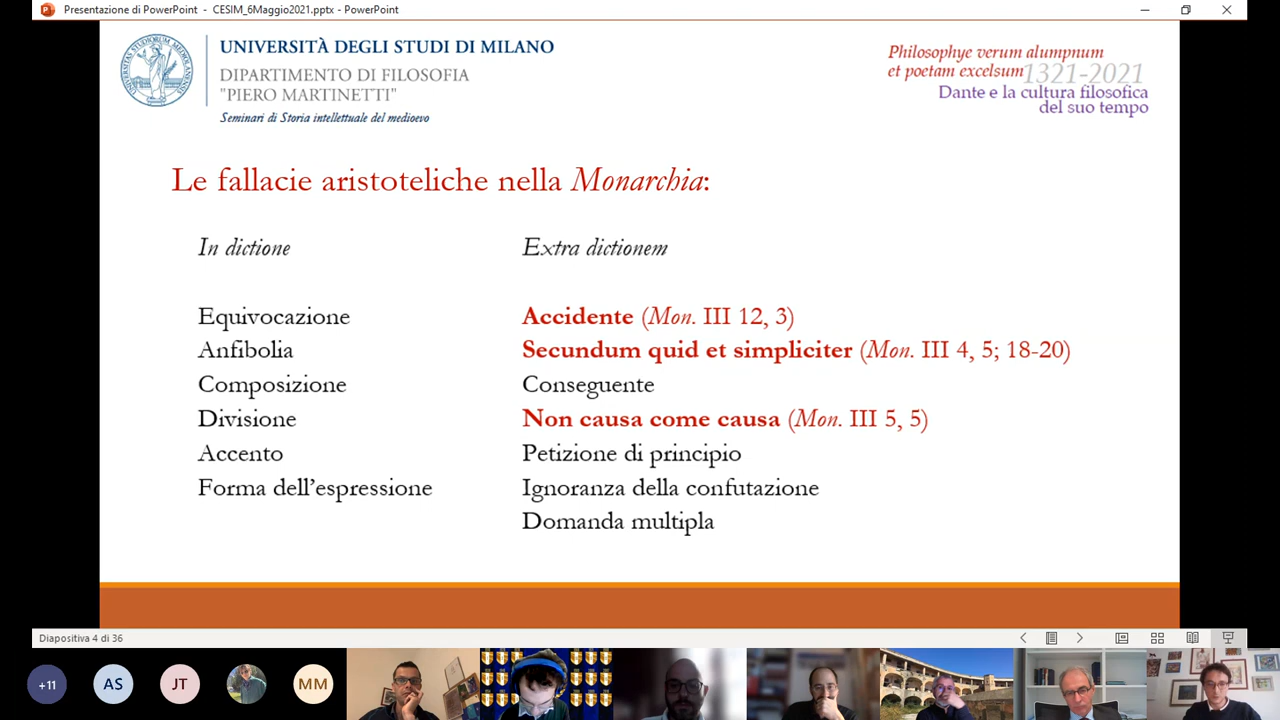 Presentazione di PowerPoint - CESIM_6Maggio2021.pptx - PowerPoint
UNIVERSITÀ DEGLI STUDI DI MILANO
DIPARTIMENTO DI FILOSOFIA
"PIERO MARTINETTI"
Seminari di Storia intellettuale del medioevo
Philosophye verum alumpnum
et poetam excelsum 1321-2021
Dante e la cultura filosofica
del suo tempo
Le fallacie aristoteliche nella Monarchia:
In dictione
Equivocazione
Anfibolia
Composizione
Divisione
Accento
Forma dell’espressione
Extra dictionem
Accidente (Mon. III 12, 3)
Secundum quid et simpliciter (Mon. III 4, 5; 18-20)
Conseguente
Non causa come causa (Mon. III 5, 5)
Petizione di principio
Ignoranza della confutazione
Domanda multipla
Diapositiva 4 di 36
+11
AS
JT
MM